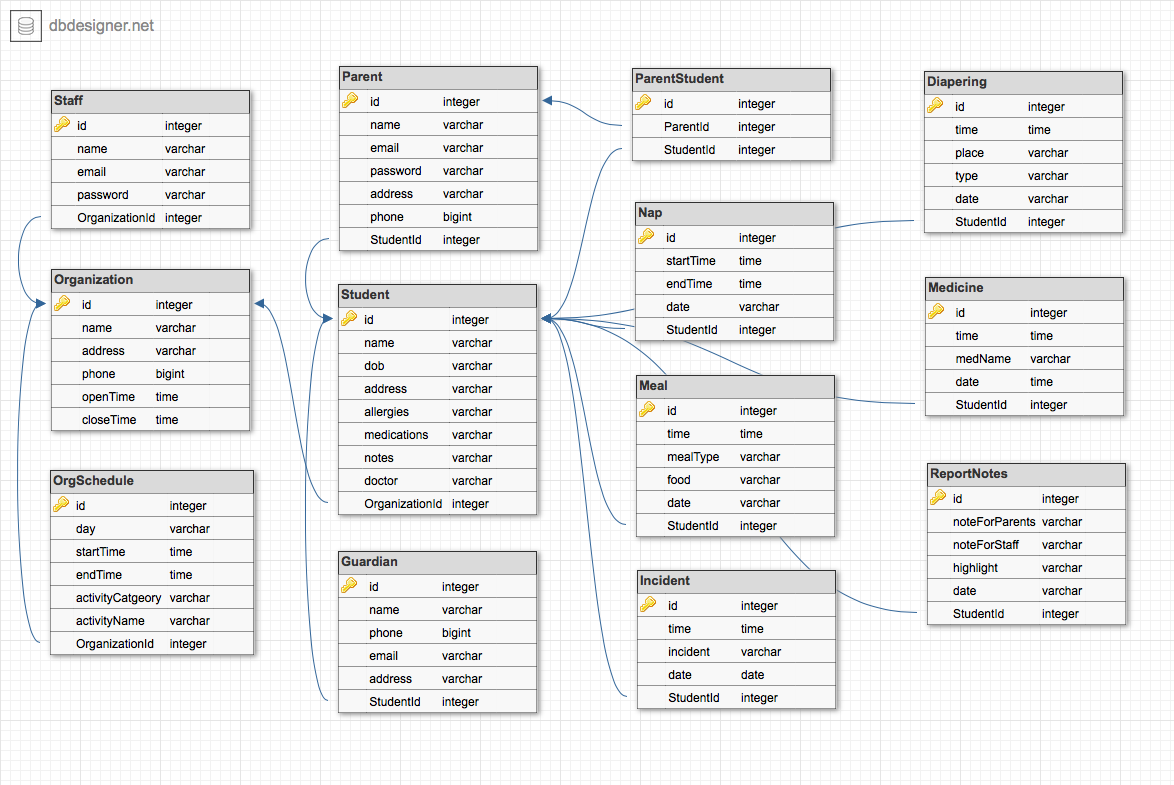 dbdesigner.net
Staff
id integer
name varchar
email varchar
password varchar
OrganizationId integer
Organization
id integer
name varchar
address varchar
phone bigint
openTime time
closeTime time
OrgSchedule
id integer
day varchar
startTime time
endTime time
activityCatgeory varchar
activityName varchar
OrganizationId integer
Parent
id integer
name varchar
email varchar
password varchar
address varchar
phone bigint
StudentId integer
Student
id integer
name varchar
dob varchar
address varchar
allergies varchar
medications varchar
notes varchar
doctor varchar
OrganizationId integer
Guardian
id integer
name varchar
phone bigint
email varchar
address varchar
StudentId integer
ParentStudent
id integer
ParentId integer
StudentId integer
Nap
id integer
startTime time
endTime time
date varchar
StudentId integer
Meal
id integer
time time
mealType varchar
food varchar
date varchar
StudentId integer
Incident
id integer
time time
incident varchar
date date
StudentId integer
Diapering
id integer
time time
place varchar
type varchar
date varchar
StudentId integer
Medicine
id integer
time time
medName varchar
date time
StudentId integer
ReportNotes
id integer
noteForParents varchar
noteForStaff varchar
highlight varchar
date varchar
StudentId integer